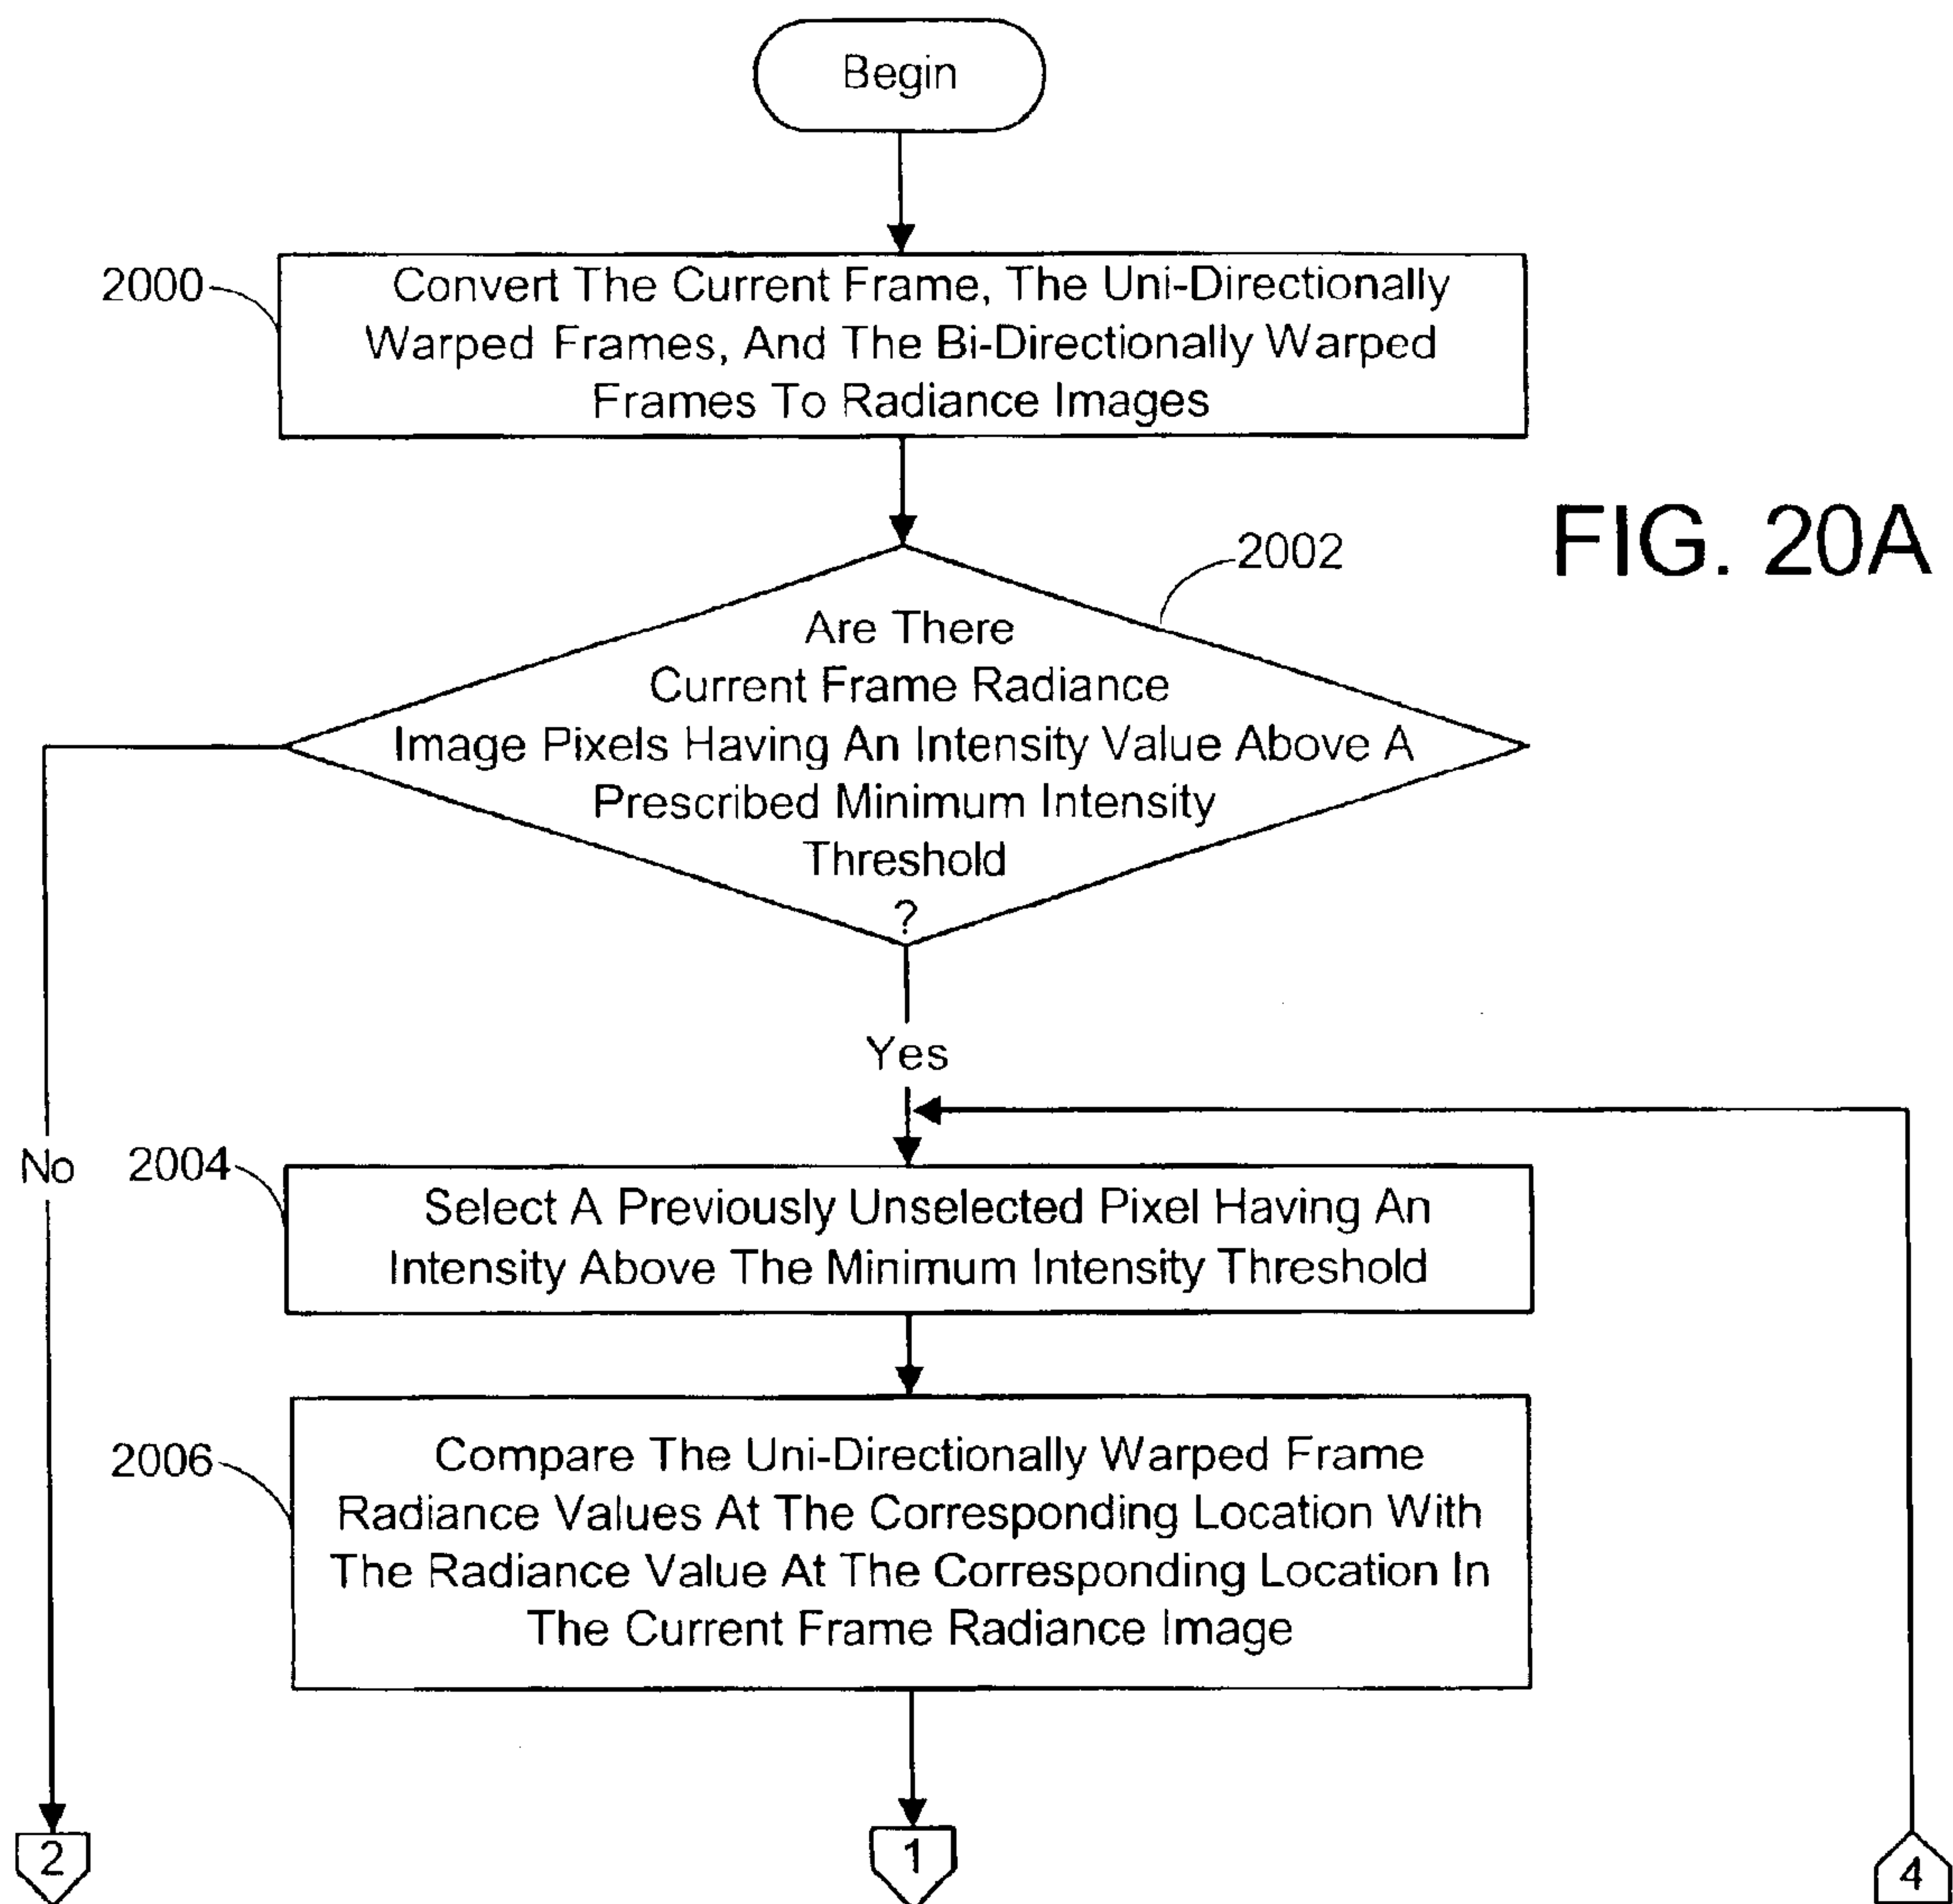 Begin
2000
Convert The Current Frame, The Uni-Directionally
Warped Frames, And The Bi-Directionally Warped
Frames To Radiance Images
FIG. 20A
2002
Are There
Current Frame Radiance
Image Pixels Having An Intensity Value Above A
Prescribed Minimum Intensity
Threshold
?
Yes
No
2004
Select A Previously Unselected Pixel Having An
Intensity Above The Minimum Intensity Threshold
2006
Compare The Uni-Directionally Warped Frame
Radiance Values At The Corresponding Location With
The Radiance Value At The Corresponding Location In
The Current Frame Radiance Image
2
1
4